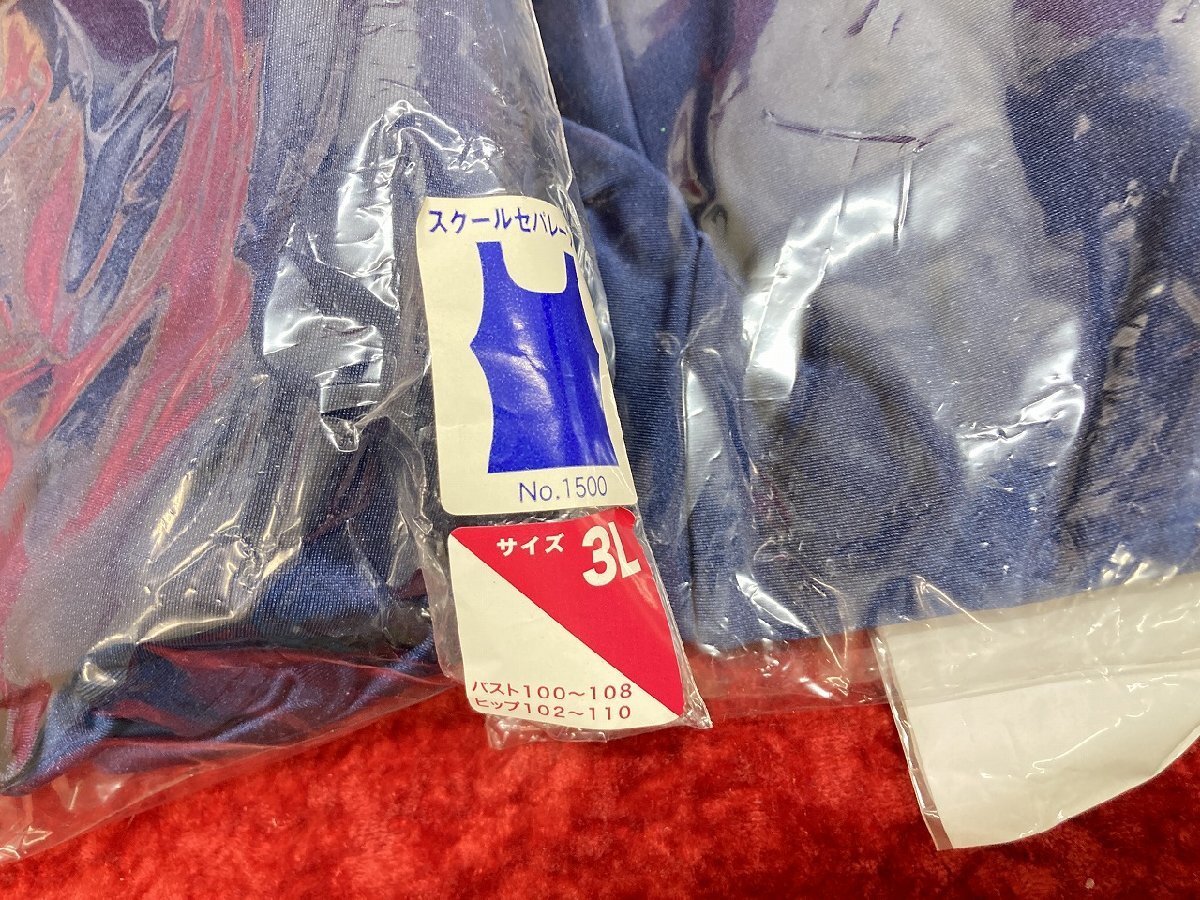 スクールセパレーツ
No.1500
サイズ 3L
バスト100～108
ヒップ102～110